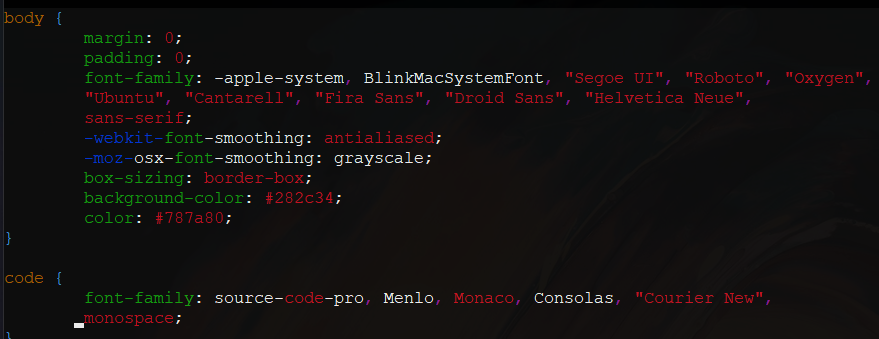 body {
margin: 0;
padding: 0;
font-family: -apple-system, BlinkMacSystemFont, "Segoe UI", "Roboto", "Oxygen",
"Ubuntu", "Cantarell", "Fira Sans", "Droid Sans", "Helvetica Neue",
sans-serif;
-webkit-font-smoothing: antialiased;
-moz-osx-font-smoothing: grayscale;
box-sizing: border-box;
background-color: #282c34;
color: #787a80;
}
code {
font-family: source-code-pro, Menlo, Monaco, Consolas, "Courier New",
monospace;
}